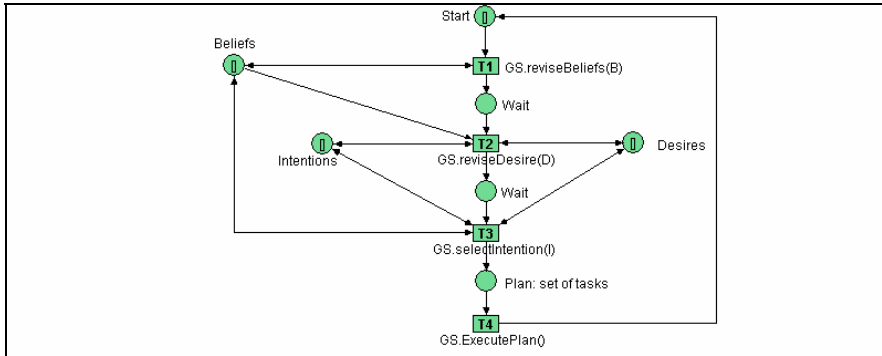 Start
Beliefs
T1
GS.reviseBeliefs(B)
Wait
T2
Intentions
GS.reviseDesire(D)
Desires
Wait
T3
GS.selectIntention(I)
Plan: set of tasks
T4
GS.ExecutePlan()